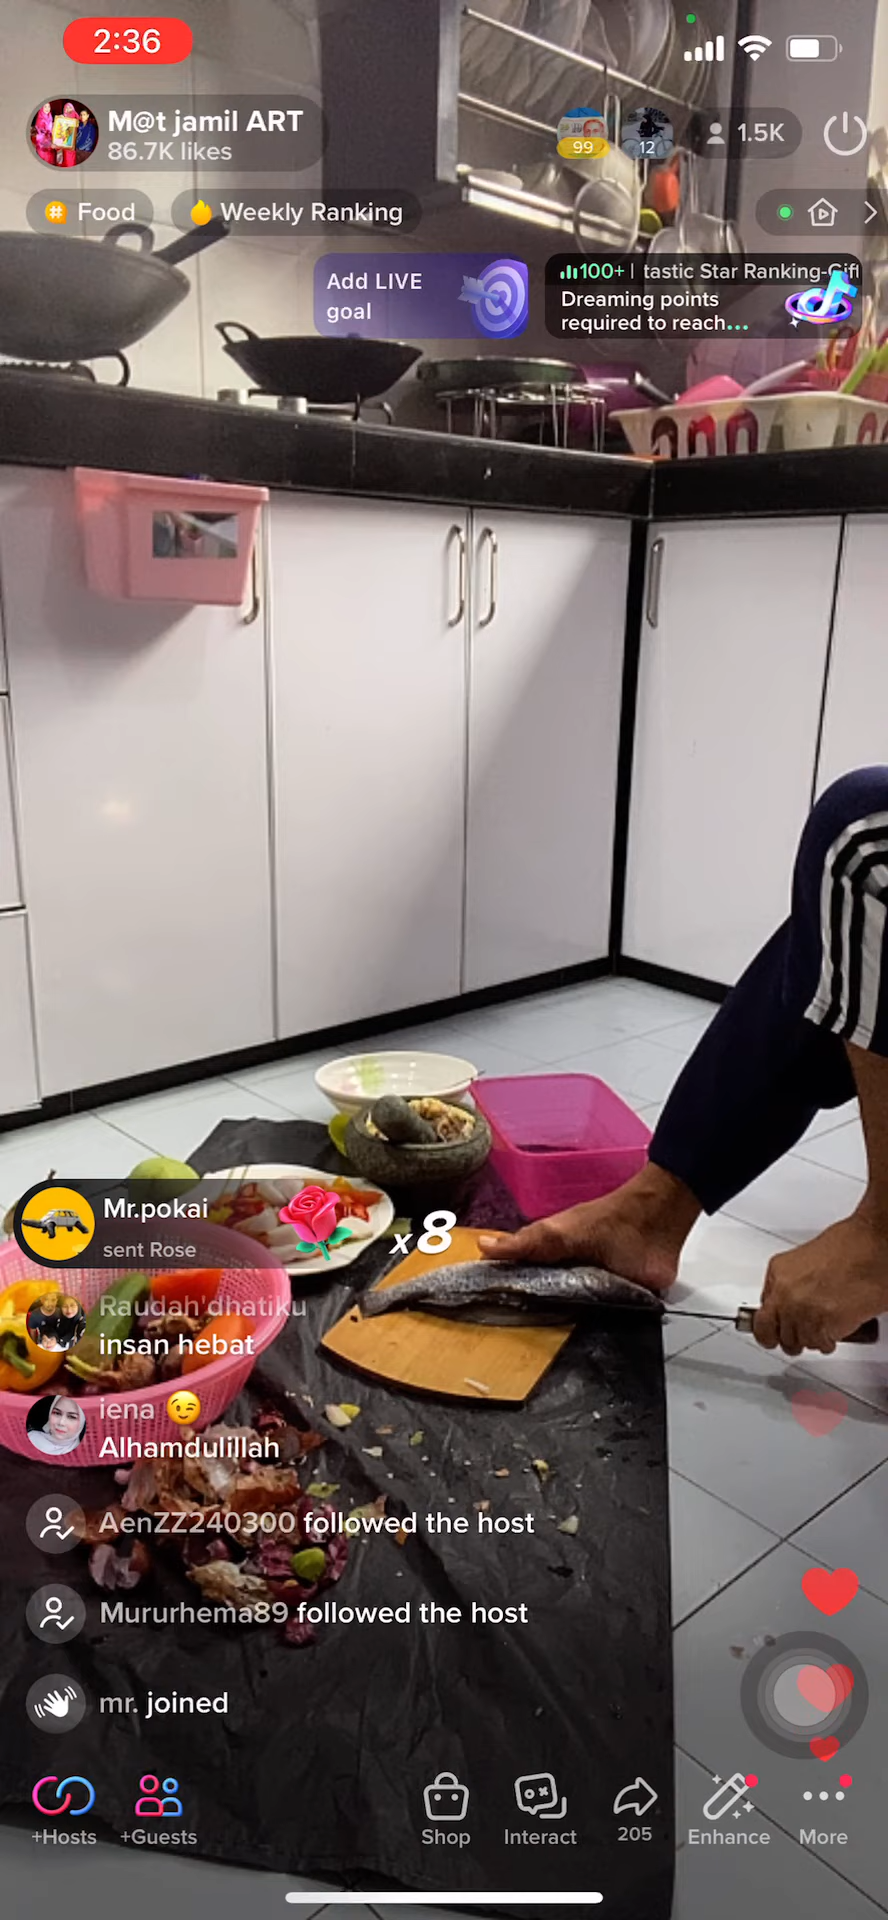 2:36
M@t jamil ART
86.7K likes
99
12
1.5K
Food
Weekly Ranking
Add LIVE
goal
100+ | tastic Star Ranking-Gift
Dreaming points
required to reach...
Mr.pokai
sent Rose
x8
Raudah'dhatiku
insan hebat
iena 😉
Alhamdulillah
AenZZ240300 followed the host
Mururhema89 followed the host
mr. joined
+Hosts
+Guests
Shop
Interact
205
Enhance
More